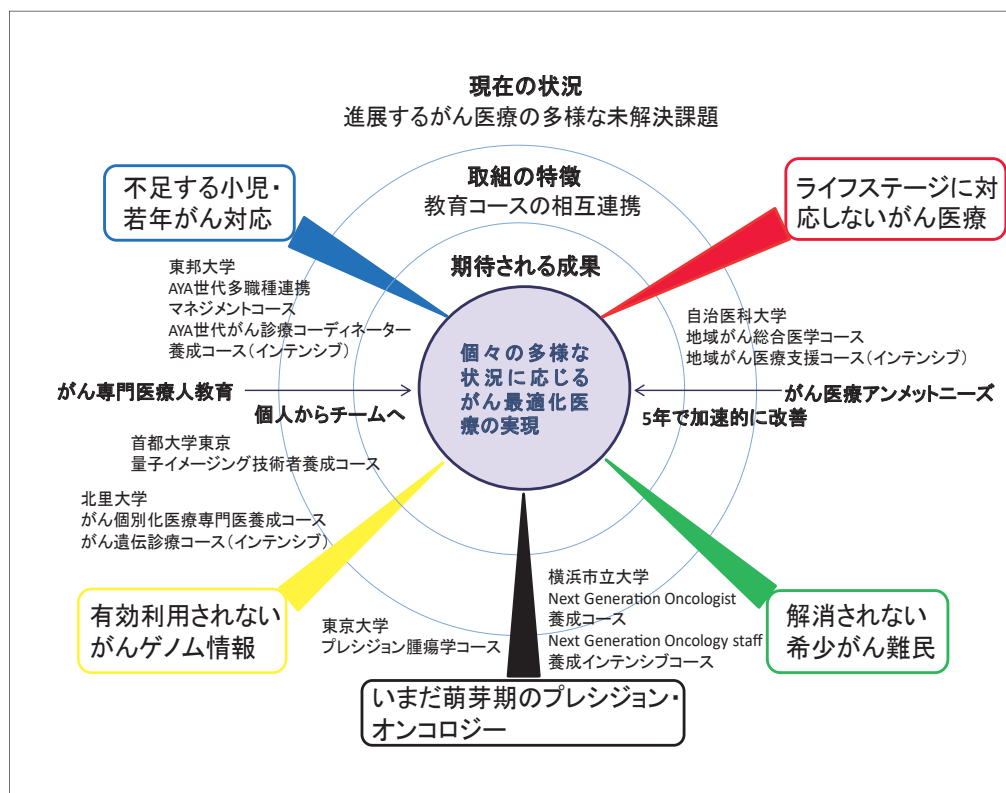 現在の状況
進展するがん医療の多様な未解決課題
取組の特徴
教育コースの相互連携
期待される成果
不足する小児・
若年がん対応
ライフステージに対
応しないがん医療
東邦大学
AYA世代多職種連携
マネジメントコース
AYA世代がん診療コーディネーター
養成コース(インテンシブ)
自治医科大学
地域がん総合医学コース
地域がん医療支援コース(インテンシブ)
個々の多様な
状況に応じる
がん最適化医
療の実現
がん専門医療人教育
個人からチームへ
がん医療アンメットニーズ
5年で加速的に改善
首都大学東京
量子イメージング技術者養成コース
北里大学
がん個別化医療専門医養成コース
がん遺伝診療コース(インテンシブ)
有効利用されない
がんゲノム情報
東京大学
プレシジョン腫瘍学コース
横浜市立大学
Next Generation Oncologist
養成コース
Next Generation Oncology staff
養成インテンシブコース
解消されない
希少がん難民
いまだ萌芽期のプレシジョン・
オンコロジー